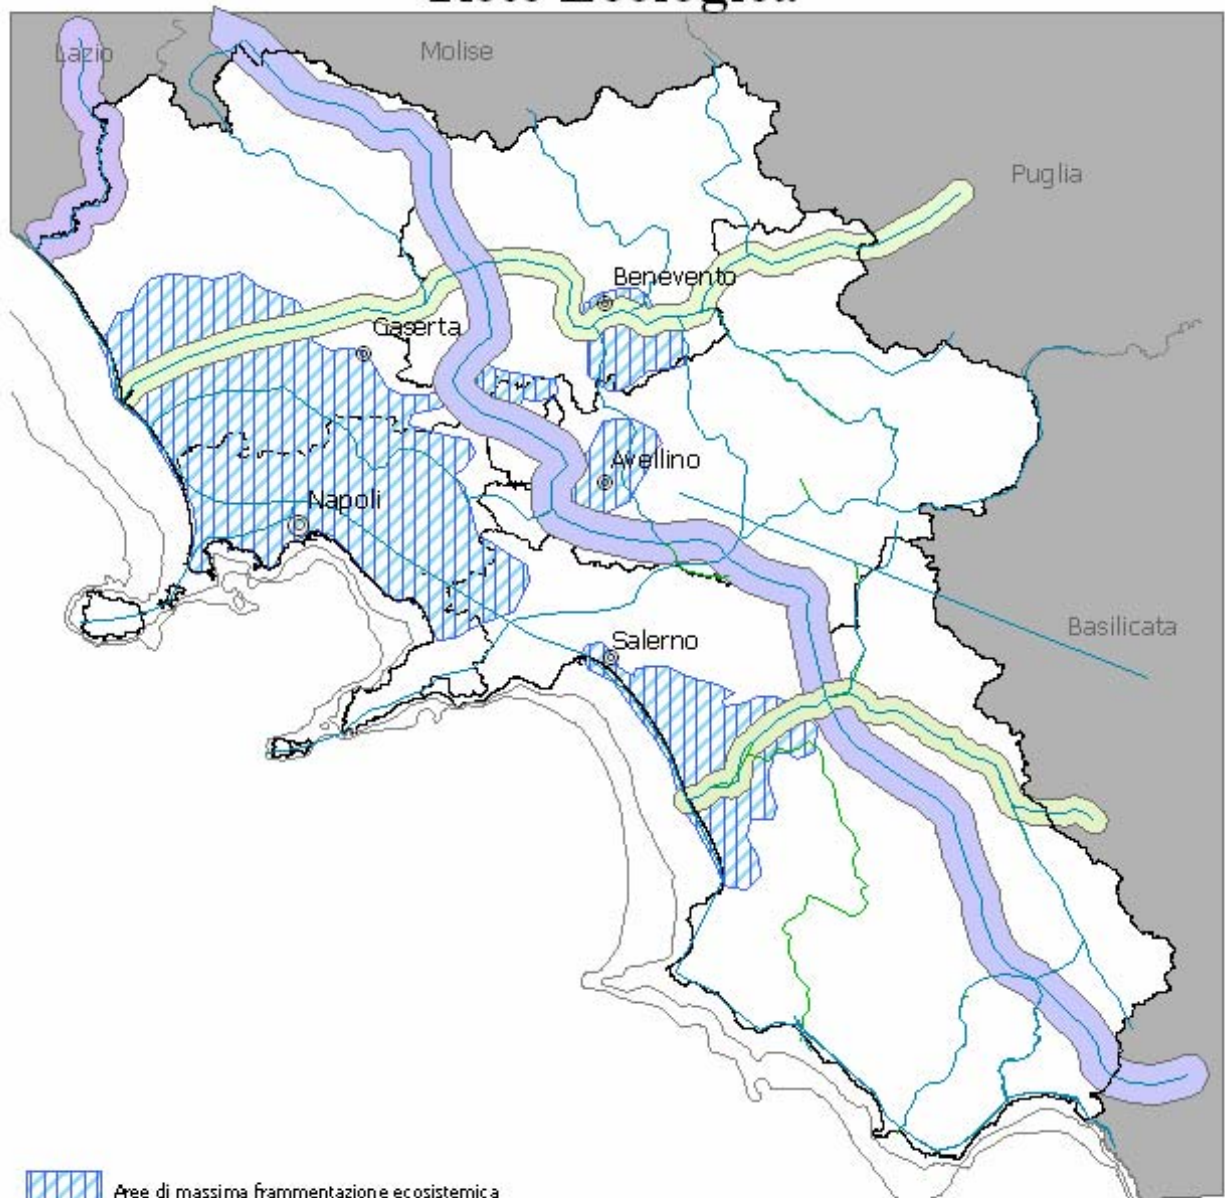 Rete Ecologica
Lazio
Molise
Puglia
Benevento
Caserta
Avellino
Napoli
Basilicata
Salerno
Aree di massima frammentazione ecosistemica